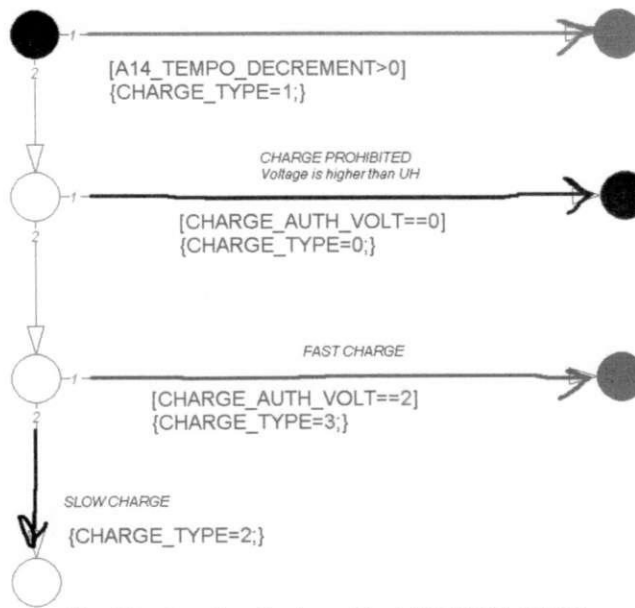 1
[A14_TEMPO_DECREMENT>0]
{CHARGE_TYPE=1;}
2
CHARGE PROHIBITED
Voltage is higher than UH
1
[CHARGE_AUTH_VOLT==0]
{CHARGE_TYPE=0;}
2
FAST CHARGE
1
[CHARGE_AUTH_VOLT==2]
{CHARGE_TYPE=3;}
2
SLOW CHARGE
{CHARGE_TYPE=2;}